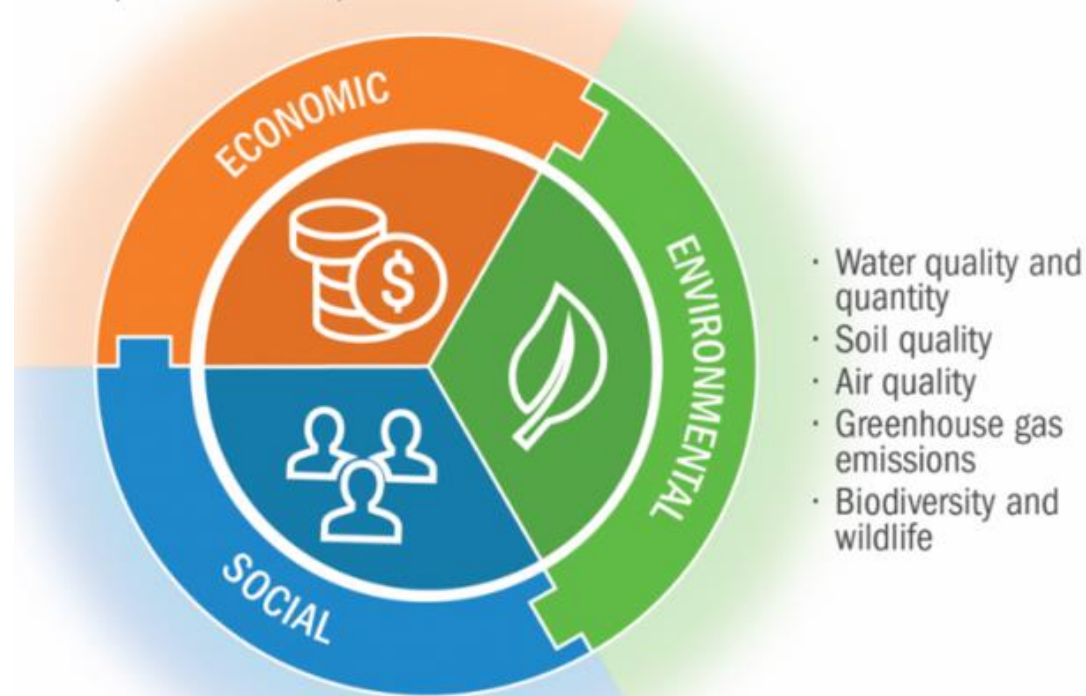 ECONOMIC
$
ENVIRONMENTAL
SOCIAL
· Water quality and
quantity
· Soil quality
· Air quality
· Greenhouse gas
emissions
· Biodiversity and
wildlife